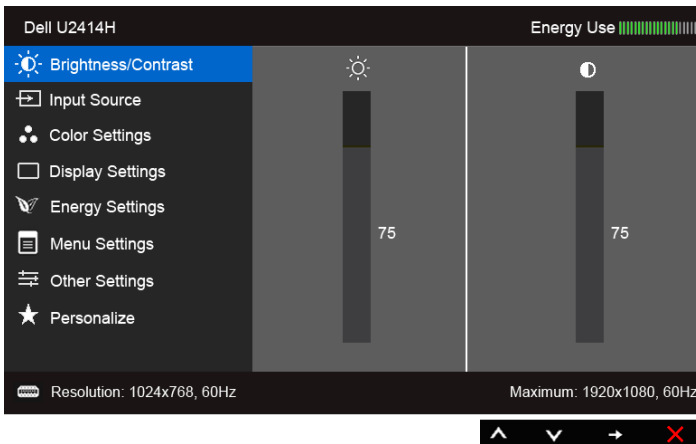 Dell U2414H
Energy Use
Brightness/Contrast
Input Source
Color Settings
Display Settings
Energy Settings
Menu Settings
Other Settings
Personalize
75
75
Resolution: 1024x768, 60Hz
Maximum: 1920x1080, 60Hz